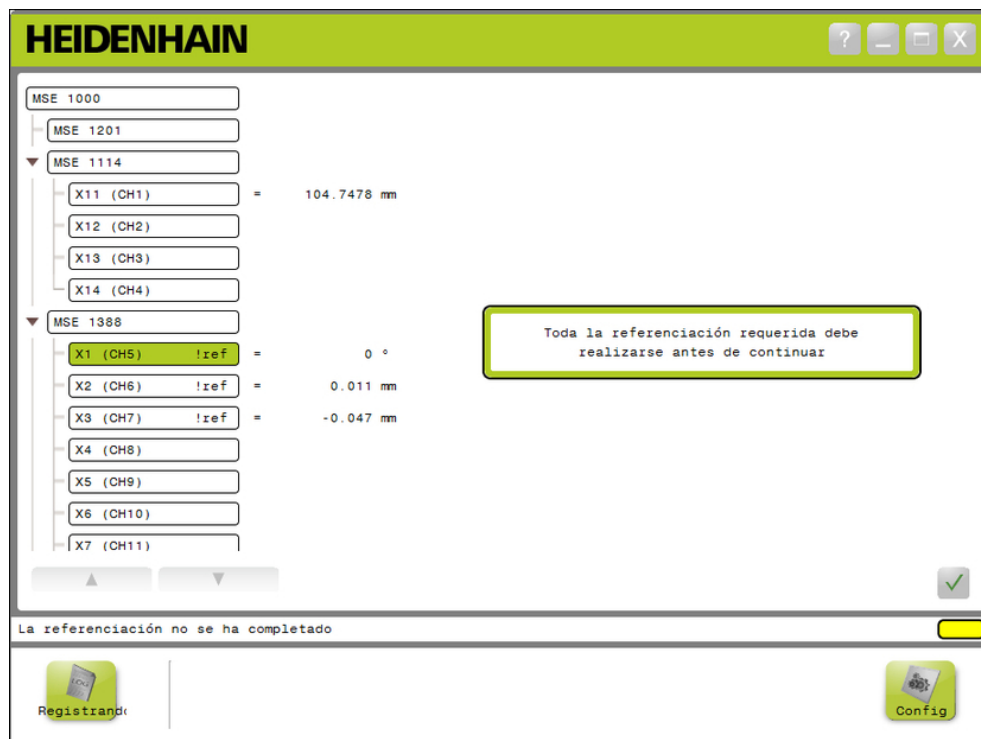 HEIDENHAIN
? X
MSE 1000
MSE 1201
MSE 1114
X11 (CH1) = 104.7478 mm
X12 (CH2)
X13 (CH3)
X14 (CH4)
MSE 1388
X1 (CH5) !ref = 0 °
X2 (CH6) !ref = 0.011 mm
X3 (CH7) !ref = -0.047 mm
X4 (CH8)
X5 (CH9)
X6 (CH10)
X7 (CH11)
Toda la referenciación requerida debe
realizarse antes de continuar
La referenciación no se ha completado
LOG
Registrand
Config